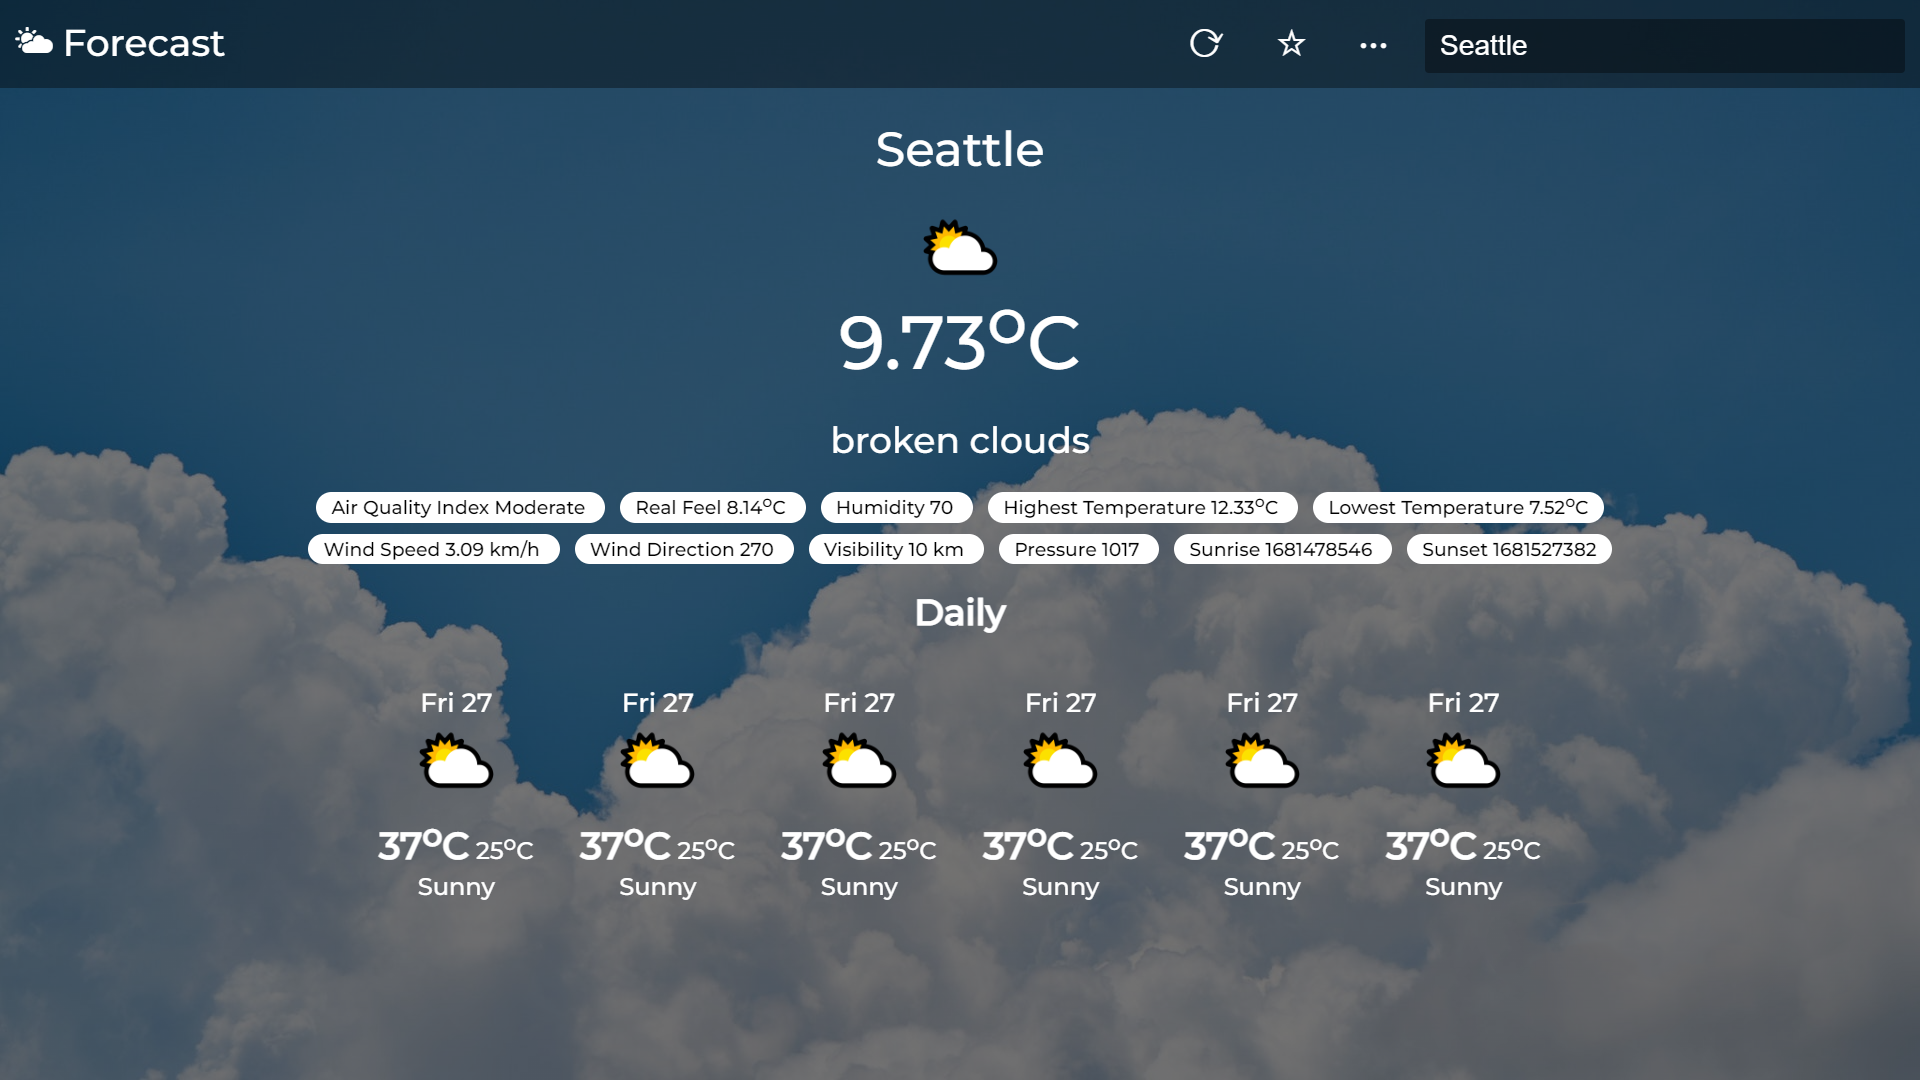 Forecast
Seattle
Seattle
9.73°C
broken clouds
Air Quality Index Moderate Real Feel 8.14°C Humidity 70 Highest Temperature 12.33°C Lowest Temperature 7.52°C
Wind Speed 3.09 km/h Wind Direction 270 Visibility 10 km Pressure 1017 Sunrise 1681478546 Sunset 1681527382
Daily
Fri 27 Fri 27 Fri 27 Fri 27 Fri 27 Fri 27
37°C 25°C 37°C 25°C 37°C 25°C 37°C 25°C 37°C 25°C 37°C 25°C
Sunny Sunny Sunny Sunny Sunny Sunny